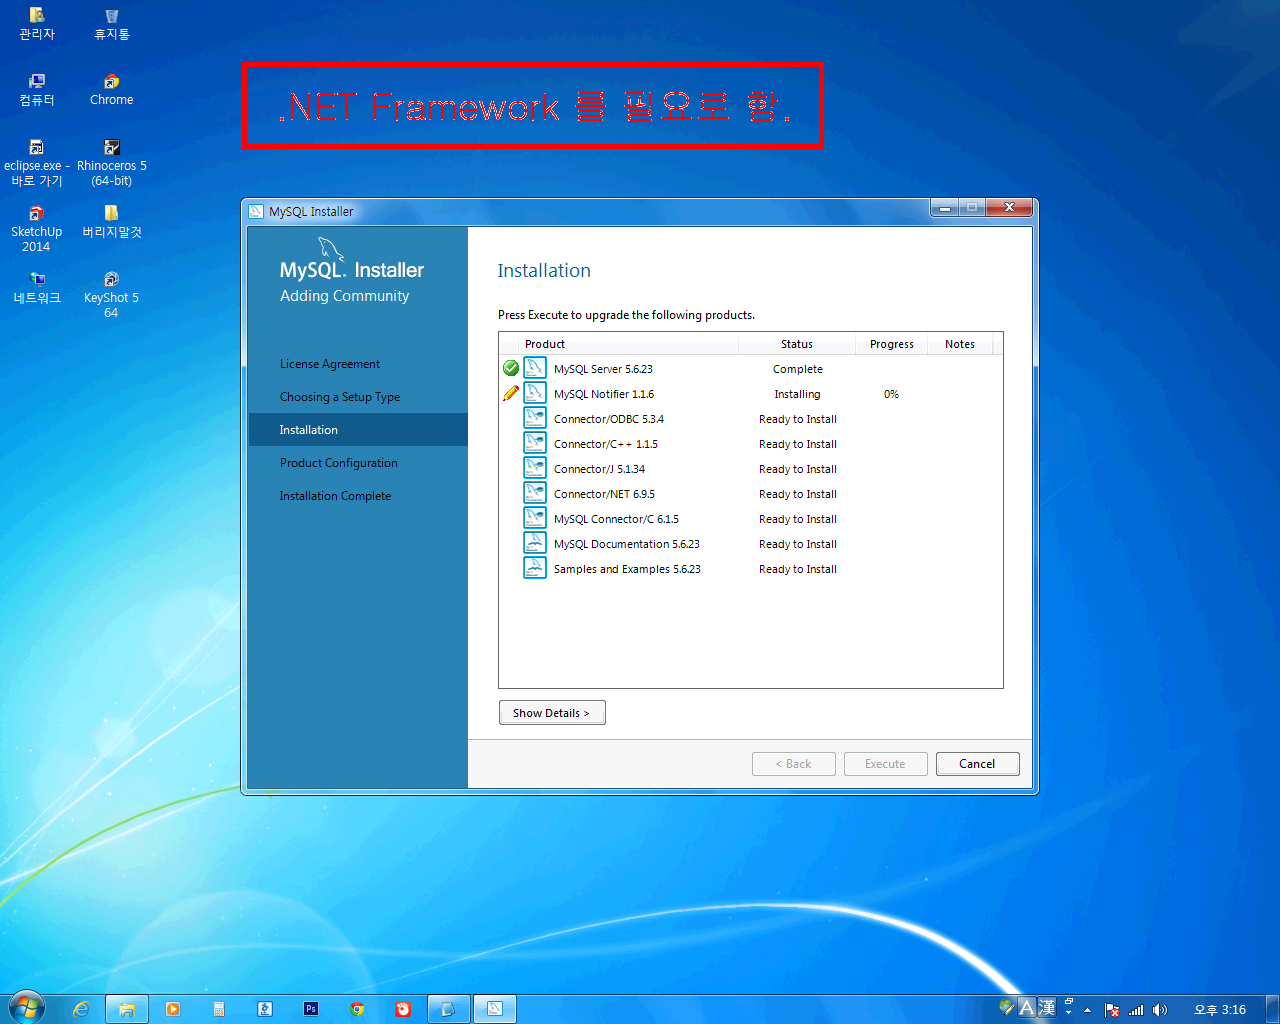 관리자
휴지통
컴퓨터
Chrome
eclipse.exe -
바로 가기
Rhinoceros 5
(64-bit)
SketchUp
2014
버리지말것
네트워크
KeyShot 5
64
.NET Framework 를 필요로 함.
MySQL Installer
MySQL. Installer
Adding Community
License Agreement
Choosing a Setup Type
Installation
Product Configuration
Installation Complete
Installation
Press Execute to upgrade the following products.
Product Status Progress Notes
MySQL Server 5.6.23 Complete
MySQL Notifier 1.1.6 Installing 0%
Connector/ODBC 5.3.4 Ready to Install
Connector/C++ 1.1.5 Ready to Install
Connector/J 5.1.34 Ready to Install
Connector/NET 6.9.5 Ready to Install
MySQL Connector/C 6.1.5 Ready to Install
MySQL Documentation 5.6.23 Ready to Install
Samples and Examples 5.6.23 Ready to Install
Show Details >
< Back Execute Cancel
Ps
A 漢
오후 3:16